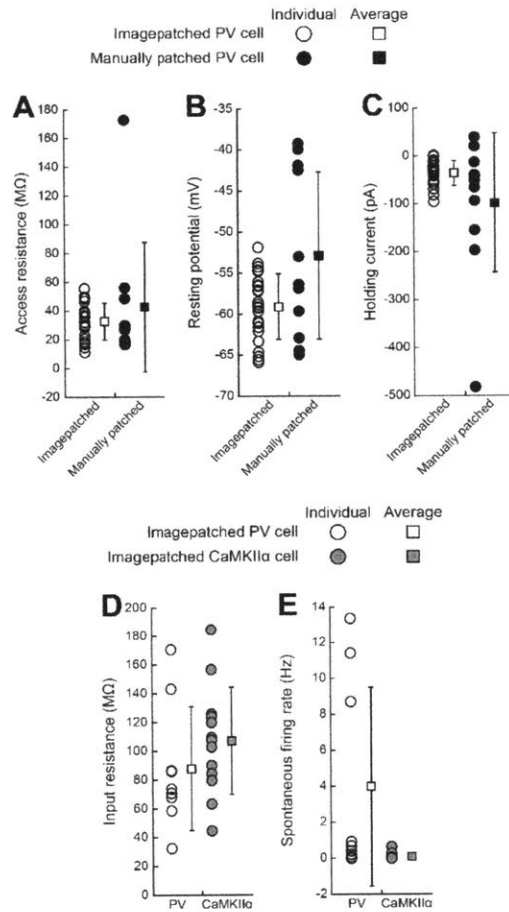 Individual Average
Imagepatched PV cell
Manually patched PV cell
A
Access resistance (MΩ)
180
160
140
120
100
80
60
40
20
0
-20
Imagepatched
Manually patched
B
Resting potential (mV)
-35
-40
-45
-50
-55
-60
-65
-70
Imagepatched
Manually patched
C
Holding current (pA)
100
0
-100
-200
-300
-400
-500
Imagepatched
Manually patched
Individual Average
Imagepatched PV cell
Imagepatched CaMKIIα cell
D
Input resistance (MΩ)
200
180
160
140
120
100
80
60
40
20
0
PV CaMKIIα
E
Spontaneous firing rate (Hz)
14
12
10
8
6
4
2
0
-2
PV CaMKIIα